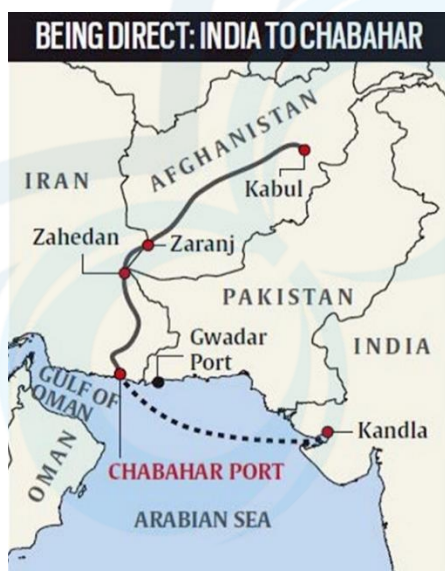 BEING DIRECT: INDIA TO CHABAHAR
AFGHANISTAN
IRAN
Kabul
Zahedan
Zaranj
PAKISTAN
Gwadar
Port
INDIA
GULF OF
OMAN
Kandla
OMAN
CHABAHAR PORT
ARABIAN SEA